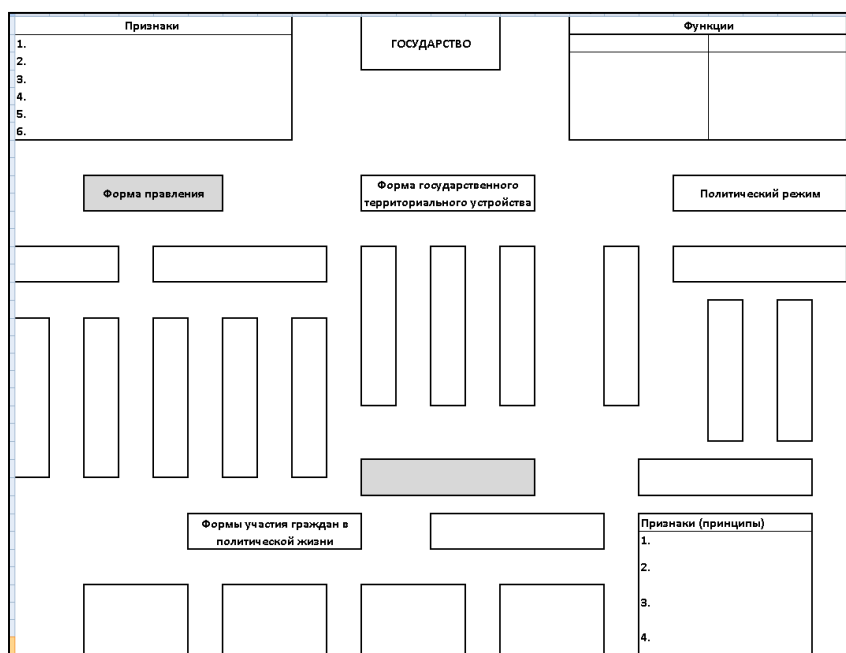 Признаки
1.
2.
3.
4.
5.
6.
ГОСУДАРСТВО
Функции
Форма правления
Форма государственного
территориального устройства
Политический режим
Формы участия граждан в
политической жизни
Признаки (принципы)
1.
2.
3.
4.